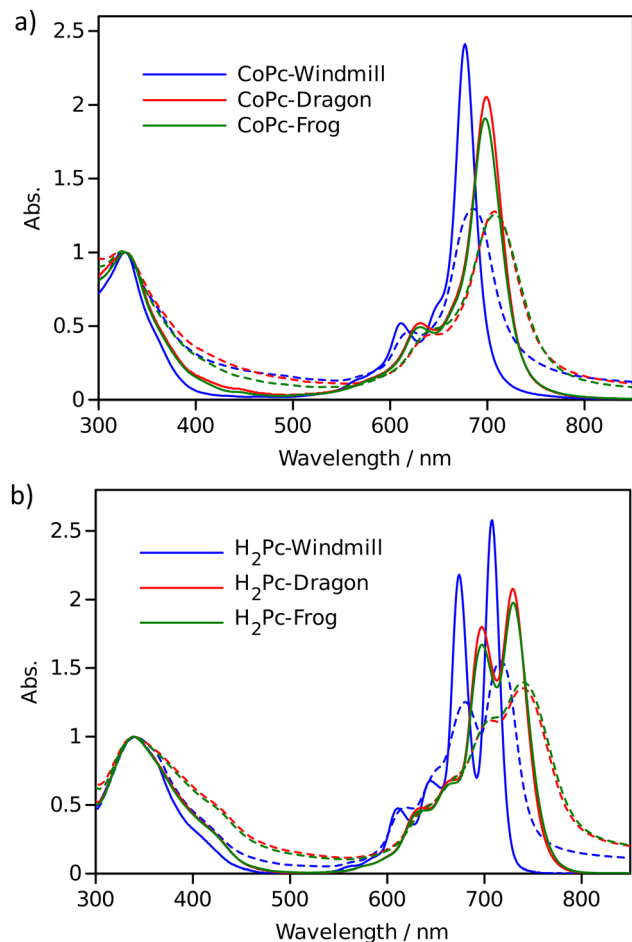 a)
2.5
2
1.5
1
0.5
0
Abs.
CoPc-Windmill
CoPc-Dragon
CoPc-Frog
300 400 500 600 700 800
Wavelength / nm
b)
2.5
2
1.5
1
0.5
0
Abs.
H₂Pc-Windmill
H₂Pc-Dragon
H₂Pc-Frog
300 400 500 600 700 800
Wavelength / nm